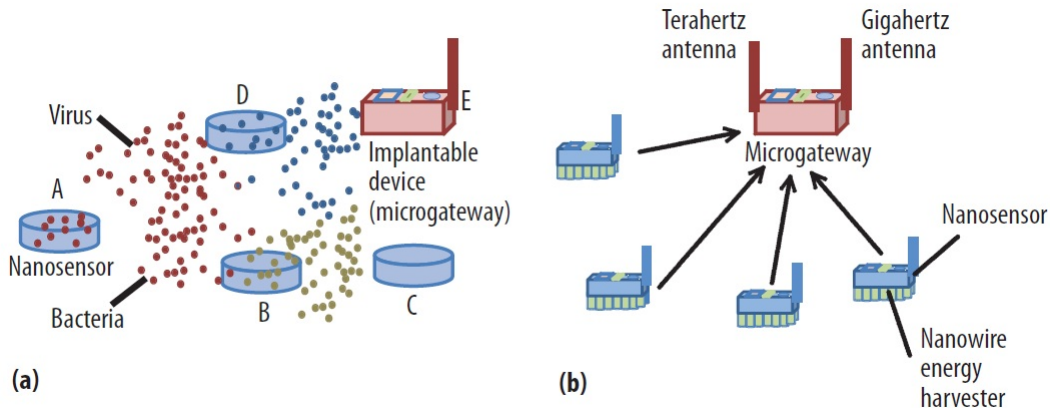 Virus
D
E
A
Implantable
device
(microgateway)
Nanosensor
Bacteria
B
C
(a)
Terahertz
antenna
Gigahertz
antenna
Microgateway
Nanosensor
Nanowire
energy
harvester
(b)